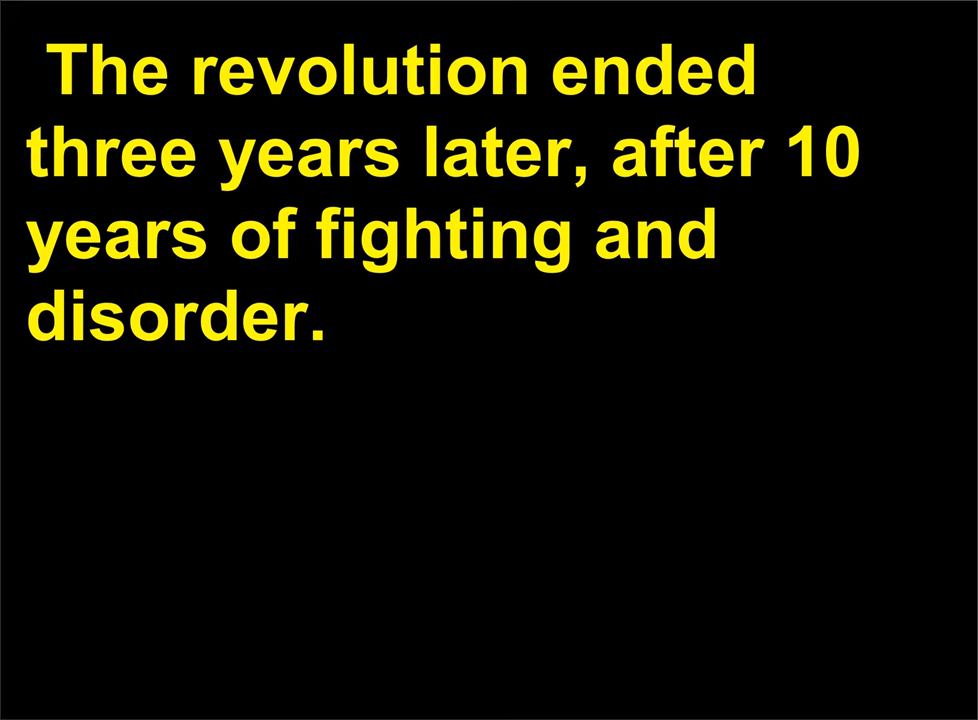 The revolution ended
three years later, after 10
years of fighting and
disorder.